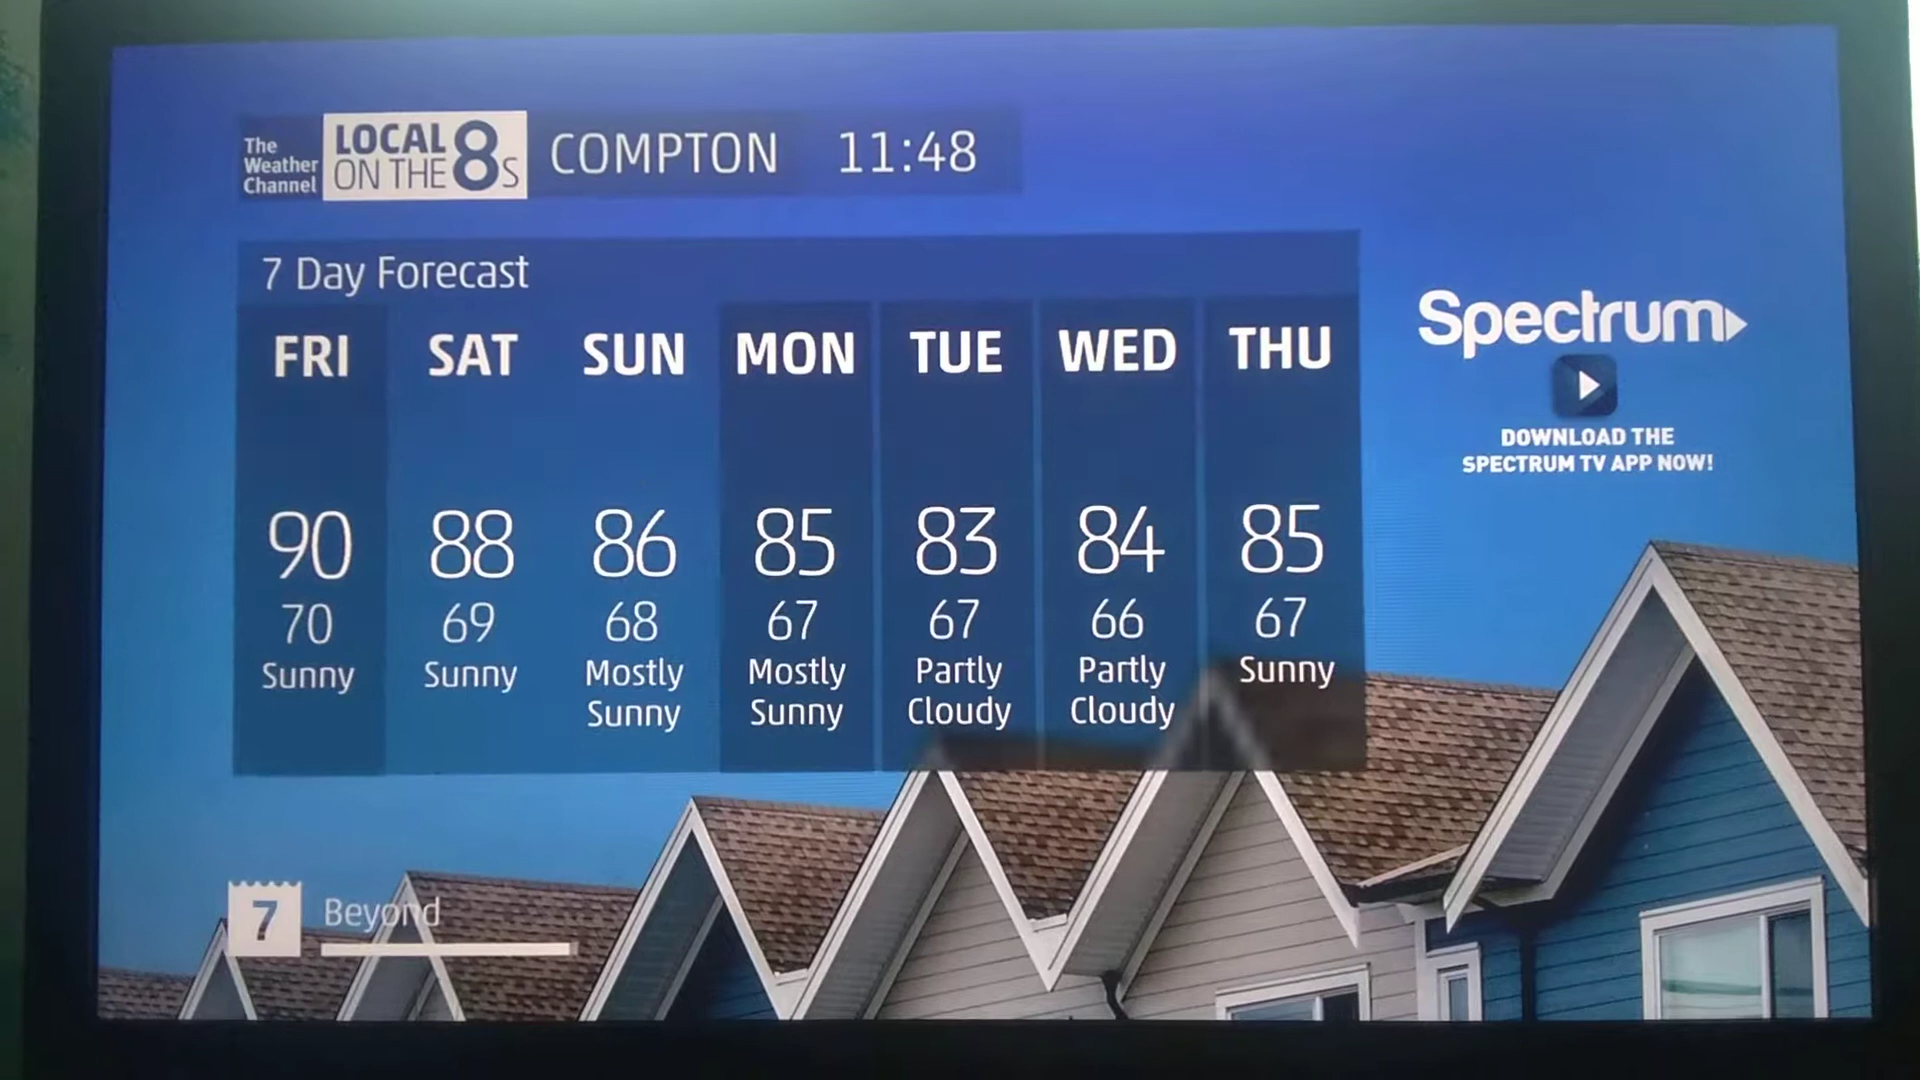 The
Weather
Channel
LOCAL
ON THE 8s
COMPTON 11:48
7 Day Forecast
FRI SAT SUN MON TUE WED THU
90 88 86 85 83 84 85
70 69 68 67 67 66 67
Sunny Sunny Mostly Mostly Partly Partly Sunny
Sunny Sunny Cloudy Cloudy
Spectrum
DOWNLOAD THE
SPECTRUM TV APP NOW!
7 Beyond